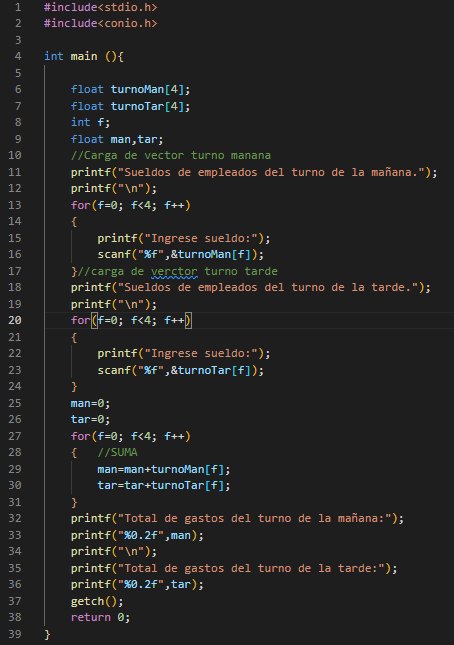 1 #include<stdio.h>
2 #include<conio.h>
3
4 int main (){
5
6     float turnoMan[4];
7     float turnoTar[4];
8     int f;
9     float man,tar;
10     //Carga de vector turno manana
11     printf("Sueldos de empleados del turno de la mañana.");
12     printf("\n");
13     for(f=0; f<4; f++)
14     {
15         printf("Ingrese sueldo:");
16         scanf("%f",&turnoMan[f]);
17     }//carga de verctor turno tarde
18     printf("Sueldos de empleados del turno de la tarde.");
19     printf("\n");
20     for(f=0; f<4; f++)
21     {
22         printf("Ingrese sueldo:");
23         scanf("%f",&turnoTar[f]);
24     }
25     man=0;
26     tar=0;
27     for(f=0; f<4; f++)
28     {   //SUMA
29         man=man+turnoMan[f];
30         tar=tar+turnoTar[f];
31     }
32     printf("Total de gastos del turno de la mañana:");
33     printf("%0.2f",man);
34     printf("\n");
35     printf("Total de gastos del turno de la tarde:");
36     printf("%0.2f",tar);
37     getch();
38     return 0;
39 }